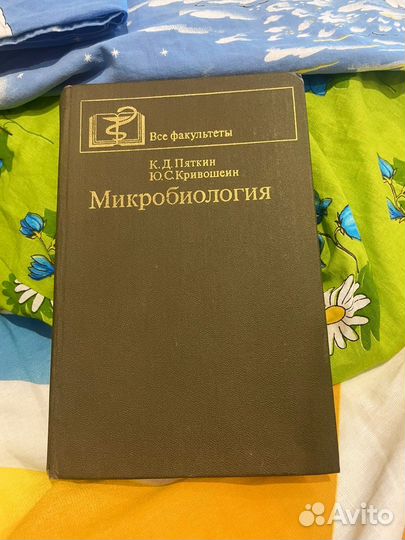 Все факультеты
К.Д.Пяткин
Ю.С.Кривошеин
Микробиология
Avito